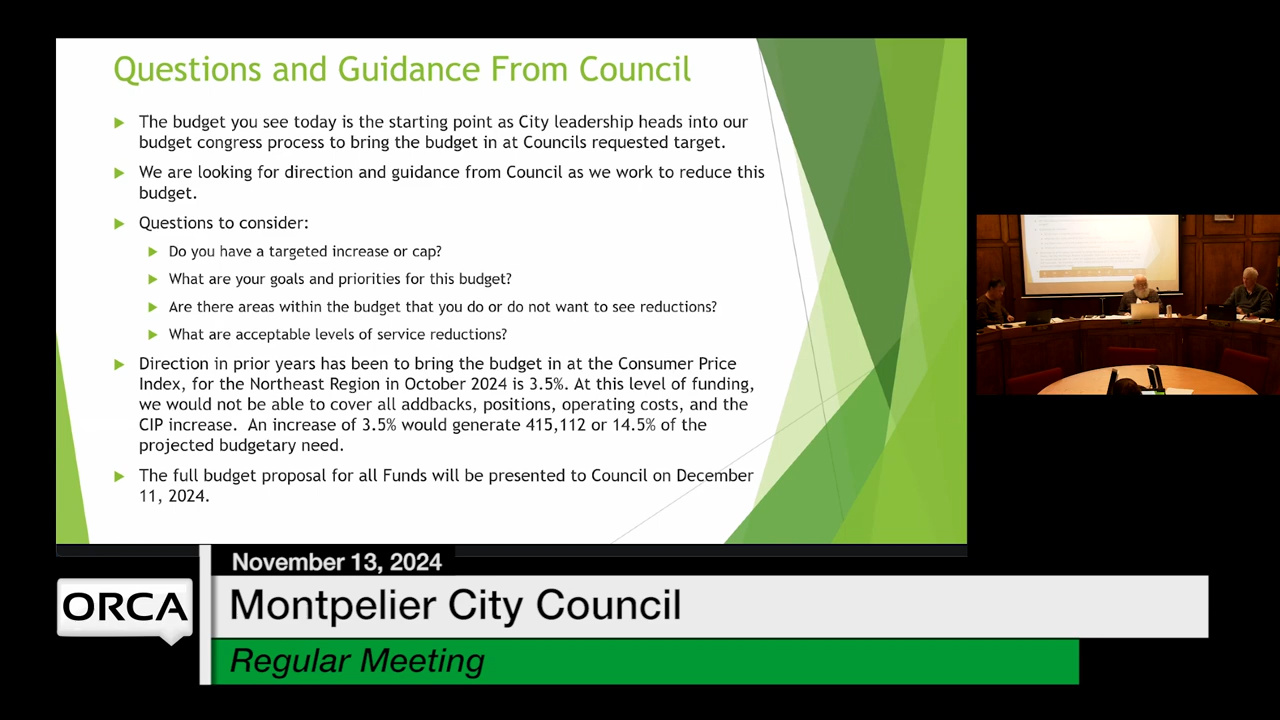 Questions and Guidance From Council
The budget you see today is the starting point as City leadership heads into our
budget congress process to bring the budget in at Councils requested target.
We are looking for direction and guidance from Council as we work to reduce this
budget.
Questions to consider:
Do you have a targeted increase or cap?
What are your goals and priorities for this budget?
Are there areas within the budget that you do or do not want to see reductions?
What are acceptable levels of service reductions?
Direction in prior years has been to bring the budget in at the Consumer Price
Index, for the Northeast Region in October 2024 is 3.5%. At this level of funding,
we would not be able to cover all addbacks, positions, operating costs, and the
CIP increase. An increase of 3.5% would generate 415,112 or 14.5% of the
projected budgetary need.
The full budget proposal for all Funds will be presented to Council on December
11, 2024.
November 13, 2024
ORCA
Montpelier City Council
Regular Meeting